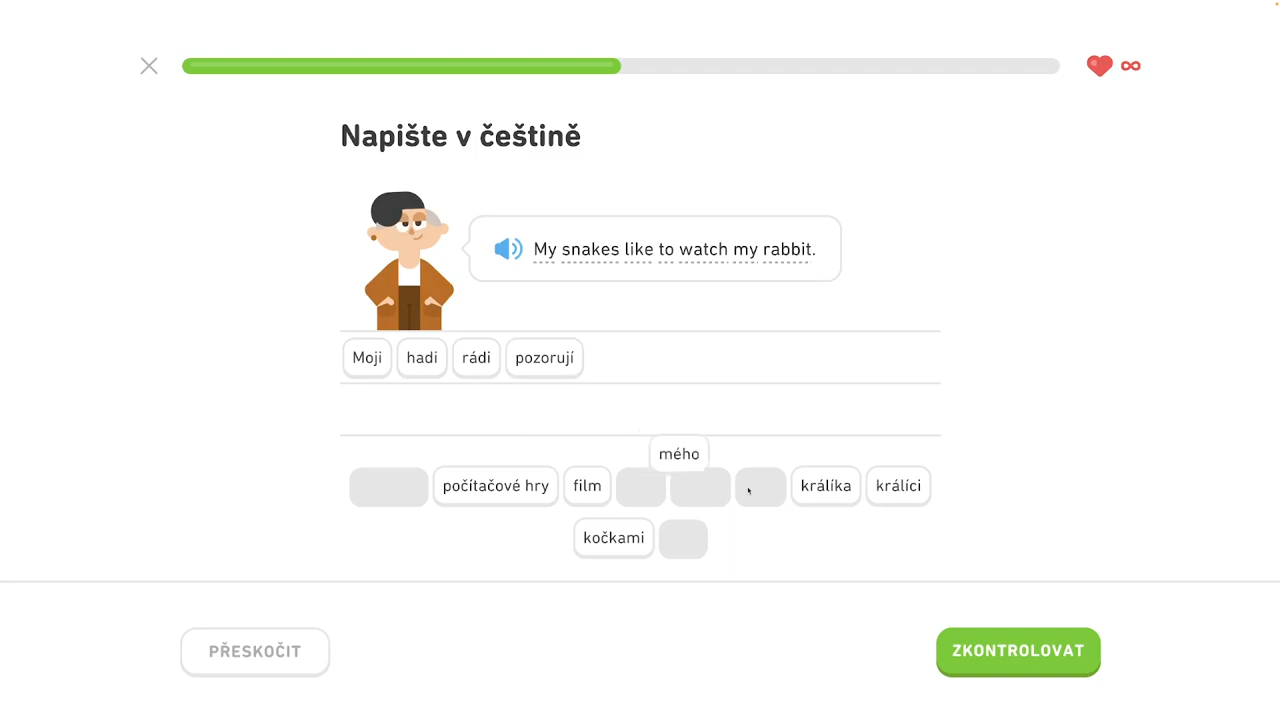 Napište v češtině
My snakes like to watch my rabbit.
Moji hadi rádi pozorují
mého
počítačové hry film králíka králíci
kočkami
PŘESKOČIT ZKONTROLOVAT